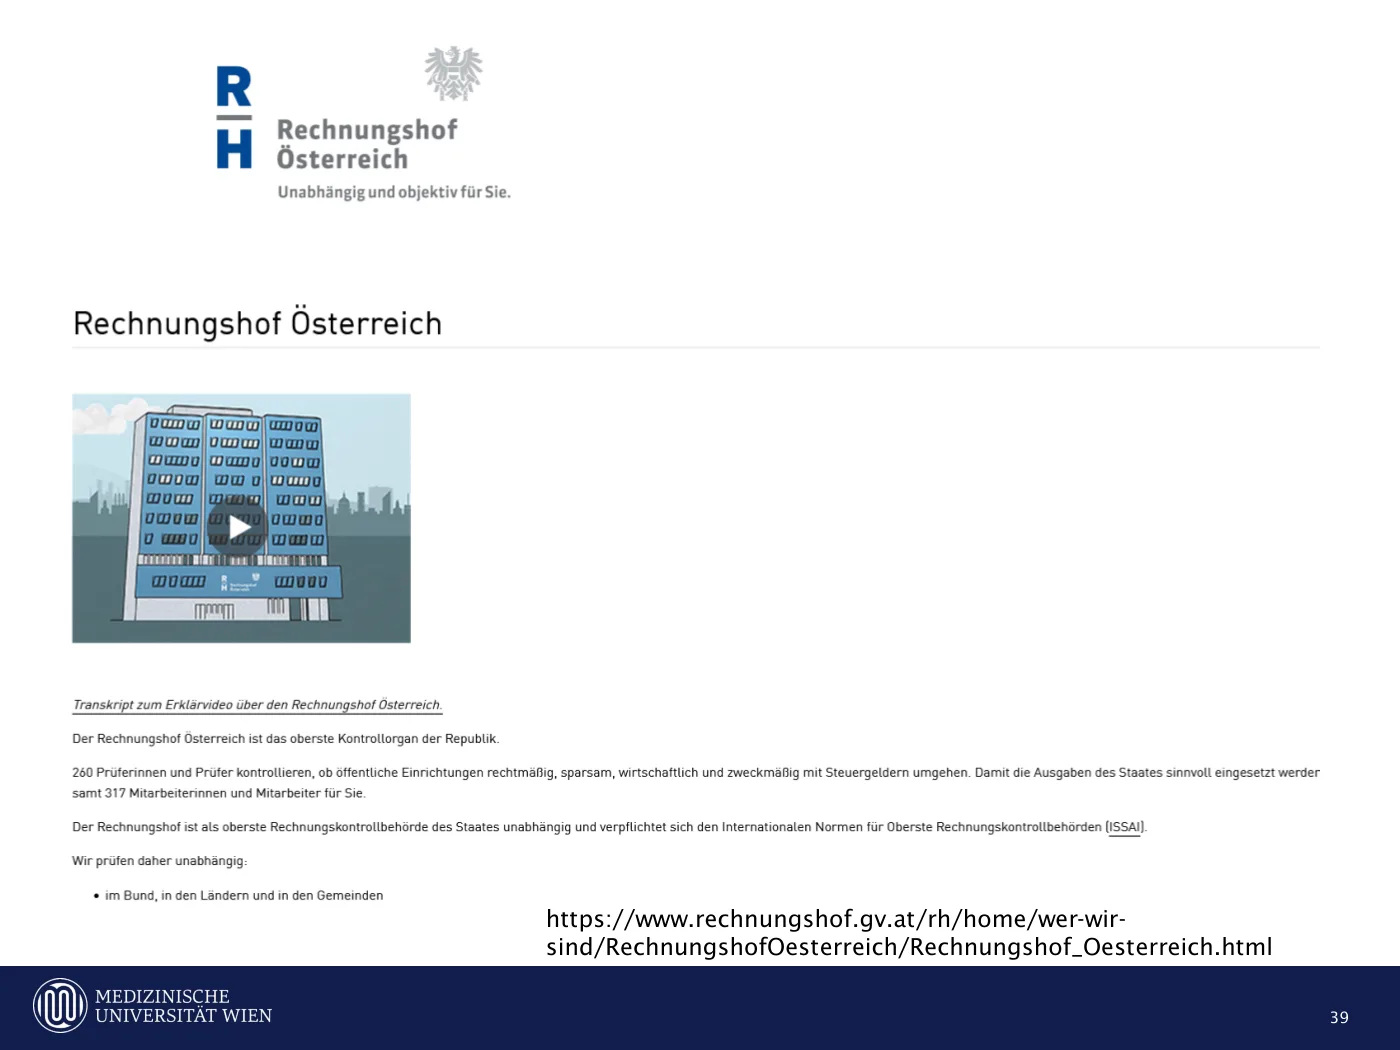 R
H
Rechnungshof
Österreich
Unabhängig und objektiv für Sie.
Rechnungshof Österreich
R
H
Rechnungshof
Österreich
Transkript zum Erklärvideo über den Rechnungshof Österreich.
Der Rechnungshof Österreich ist das oberste Kontrollorgan der Republik.
260 Prüferinnen und Prüfer kontrollieren, ob öffentliche Einrichtungen rechtmäßig, sparsam, wirtschaftlich und zweckmäßig mit Steuergeldern umgehen. Damit die Ausgaben des Staates sinnvoll eingesetzt werder
samt 317 Mitarbeiterinnen und Mitarbeiter für Sie.
Der Rechnungshof ist als oberste Rechnungskontrollbehörde des Staates unabhängig und verpflichtet sich den Internationalen Normen für Oberste Rechnungskontrollbehörden (ISSAI).
Wir prüfen daher unabhängig:
• im Bund, in den Ländern und in den Gemeinden
https://www.rechnungshof.gv.at/rh/home/wer-wir-
sind/RechnungshofOesterreich/Rechnungshof_Oesterreich.html
MEDIZINISCHE
UNIVERSITÄT WIEN
39